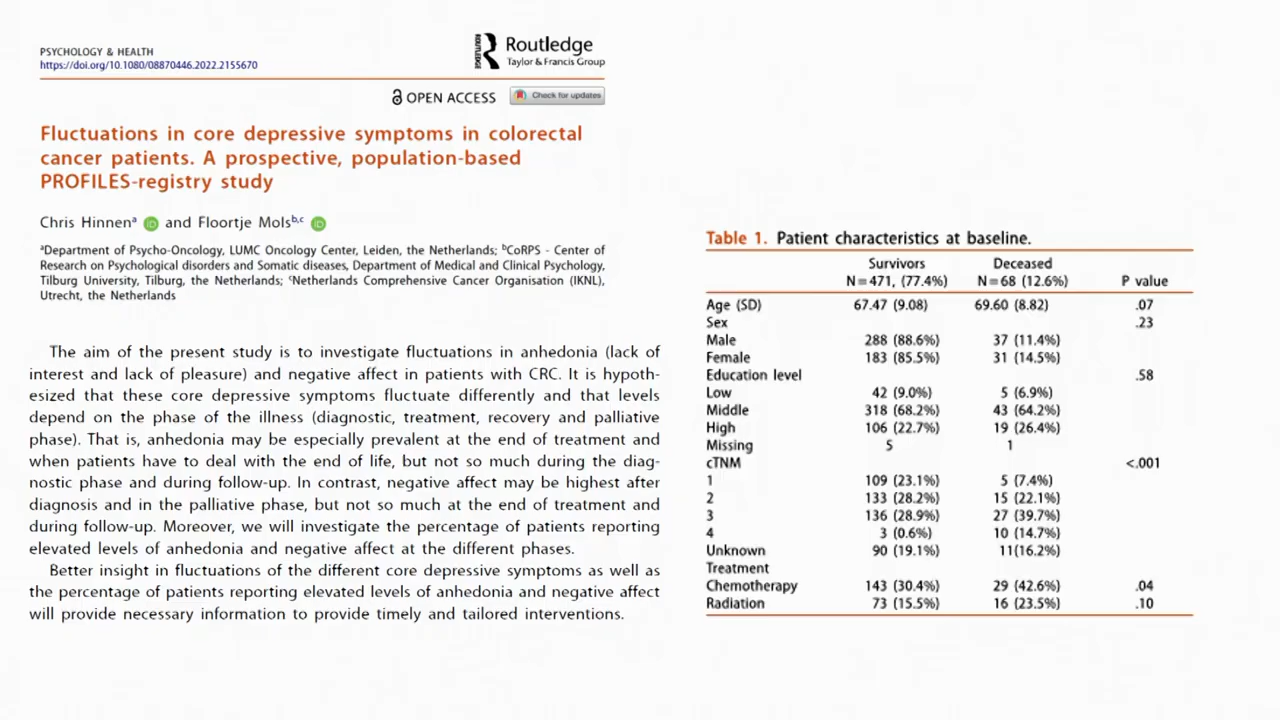 PSYCHOLOGY & HEALTH
https://doi.org/10.1080/08870446.2022.2155670
ROUTLEDGE
Routledge
Taylor & Francis Group
OPEN ACCESS
Check for updates
Fluctuations in core depressive symptoms in colorectal
cancer patients. A prospective, population-based
PROFILES-registry study
Chris Hinnenᵃ iD and Floortje Molsᵇ,ᶜ iD
ᵃDepartment of Psycho-Oncology, LUMC Oncology Center, Leiden, the Netherlands; ᵇCoRPS - Center of
Research on Psychological disorders and Somatic diseases, Department of Medical and Clinical Psychology,
Tilburg University, Tilburg, the Netherlands; ᶜNetherlands Comprehensive Cancer Organisation (IKNL),
Utrecht, the Netherlands
The aim of the present study is to investigate fluctuations in anhedonia (lack of
interest and lack of pleasure) and negative affect in patients with CRC. It is hypoth-
esized that these core depressive symptoms fluctuate differently and that levels
depend on the phase of the illness (diagnostic, treatment, recovery and palliative
phase). That is, anhedonia may be especially prevalent at the end of treatment and
when patients have to deal with the end of life, but not so much during the diag-
nostic phase and during follow-up. In contrast, negative affect may be highest after
diagnosis and in the palliative phase, but not so much at the end of treatment and
during follow-up. Moreover, we will investigate the percentage of patients reporting
elevated levels of anhedonia and negative affect at the different phases.
Better insight in fluctuations of the different core depressive symptoms as well as
the percentage of patients reporting elevated levels of anhedonia and negative affect
will provide necessary information to provide timely and tailored interventions.
Table 1. Patient characteristics at baseline.
Survivors Deceased
N=471, (77.4%) N=68 (12.6%) P value
Age (SD) 67.47 (9.08) 69.60 (8.82) .07
Sex .23
Male 288 (88.6%) 37 (11.4%)
Female 183 (85.5%) 31 (14.5%)
Education level .58
Low 42 (9.0%) 5 (6.9%)
Middle 318 (68.2%) 43 (64.2%)
High 106 (22.7%) 19 (26.4%)
Missing 5 1
cTNM <.001
1 109 (23.1%) 5 (7.4%)
2 133 (28.2%) 15 (22.1%)
3 136 (28.9%) 27 (39.7%)
4 3 (0.6%) 10 (14.7%)
Unknown 90 (19.1%) 11(16.2%)
Treatment
Chemotherapy 143 (30.4%) 29 (42.6%) .04
Radiation 73 (15.5%) 16 (23.5%) .10